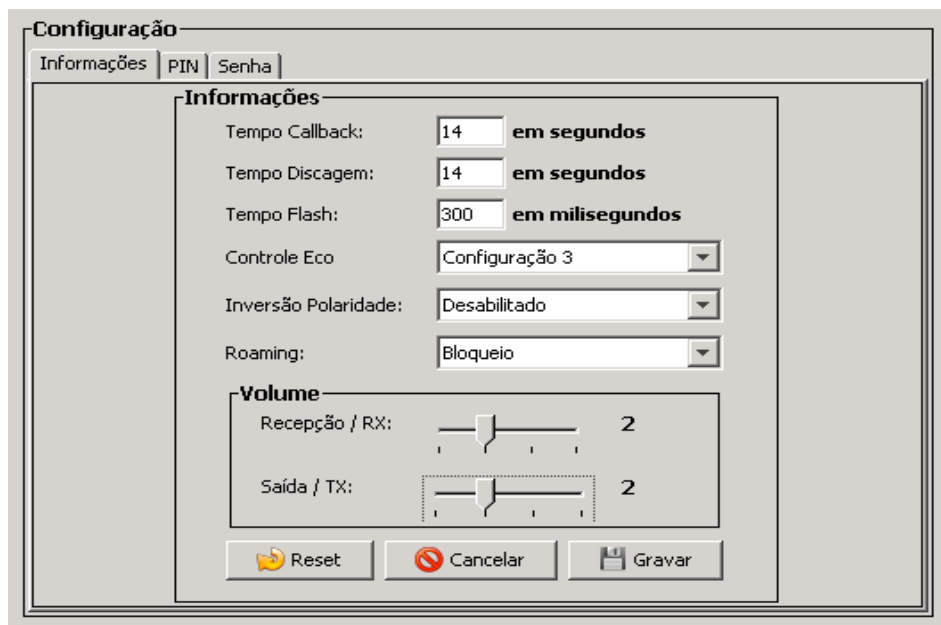 Configuração
Informações PIN Senha
Informações
Tempo Callback: 14 em segundos
Tempo Discagem: 14 em segundos
Tempo Flash: 300 em milisegundos
Controle Eco Configuração 3
Inversão Polaridade: Desabilitado
Roaming: Bloqueio
Volume
Recepção / RX: 2
Saída / TX: 2
Reset Cancelar Gravar